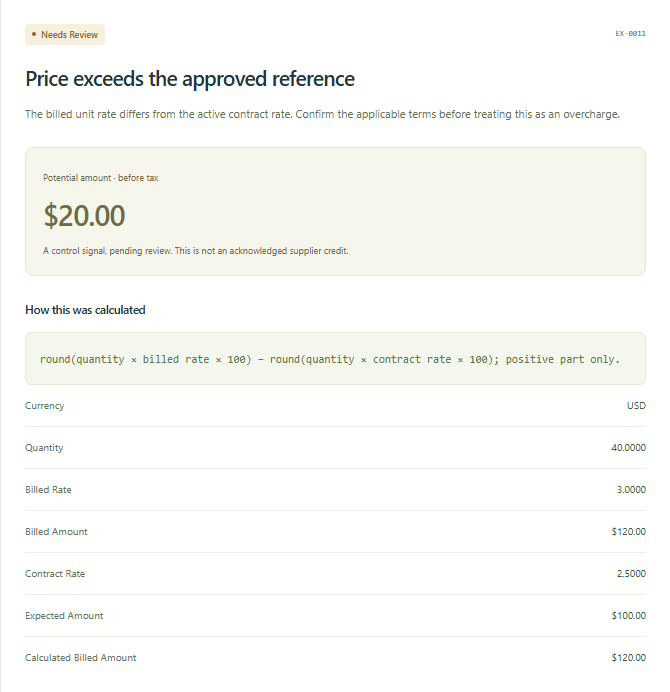 Needs Review
EX-0011
Price exceeds the approved reference
The billed unit rate differs from the active contract rate. Confirm the applicable terms before treating this as an overcharge.
Potential amount · before tax
$20.00
A control signal, pending review. This is not an acknowledged supplier credit.
How this was calculated
round(quantity × billed rate × 100) − round(quantity × contract rate × 100); positive part only.
Currency USD
Quantity 40.0000
Billed Rate 3.0000
Billed Amount $120.00
Contract Rate 2.5000
Expected Amount $100.00
Calculated Billed Amount $120.00